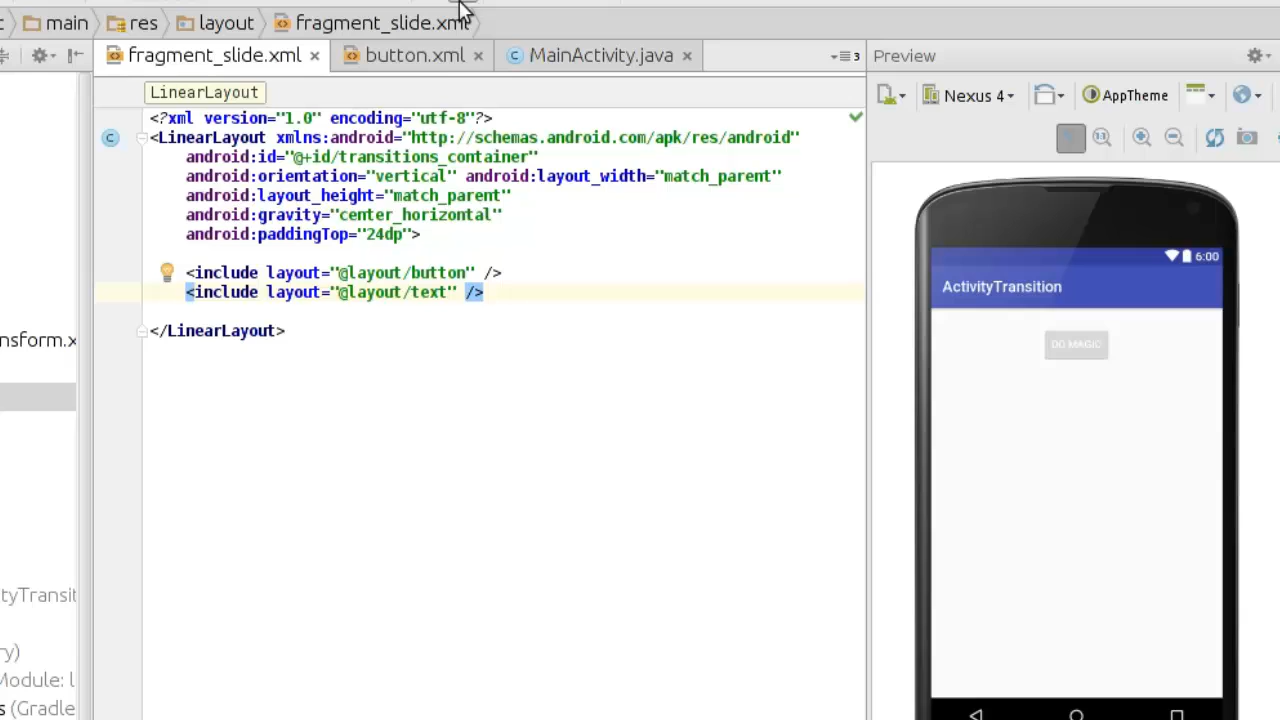 main res layout fragment_slide.xml
fragment_slide.xml button.xml MainActivity.java 3 Preview
LinearLayout
Nexus 4 AppTheme
<?xml version="1.0" encoding="utf-8"?>
<LinearLayout xmlns:android="http://schemas.android.com/apk/res/android"
android:id="@+id/transitions_container"
android:orientation="vertical" android:layout_width="match_parent"
android:layout_height="match_parent"
android:gravity="center_horizontal"
android:paddingTop="24dp">
<include layout="@layout/button" />
<include layout="@layout/text" />
</LinearLayout>
6:00
ActivityTransition
DO MAGIC
nsform.x
tyTransit
ry)
Module: l
s (Gradle